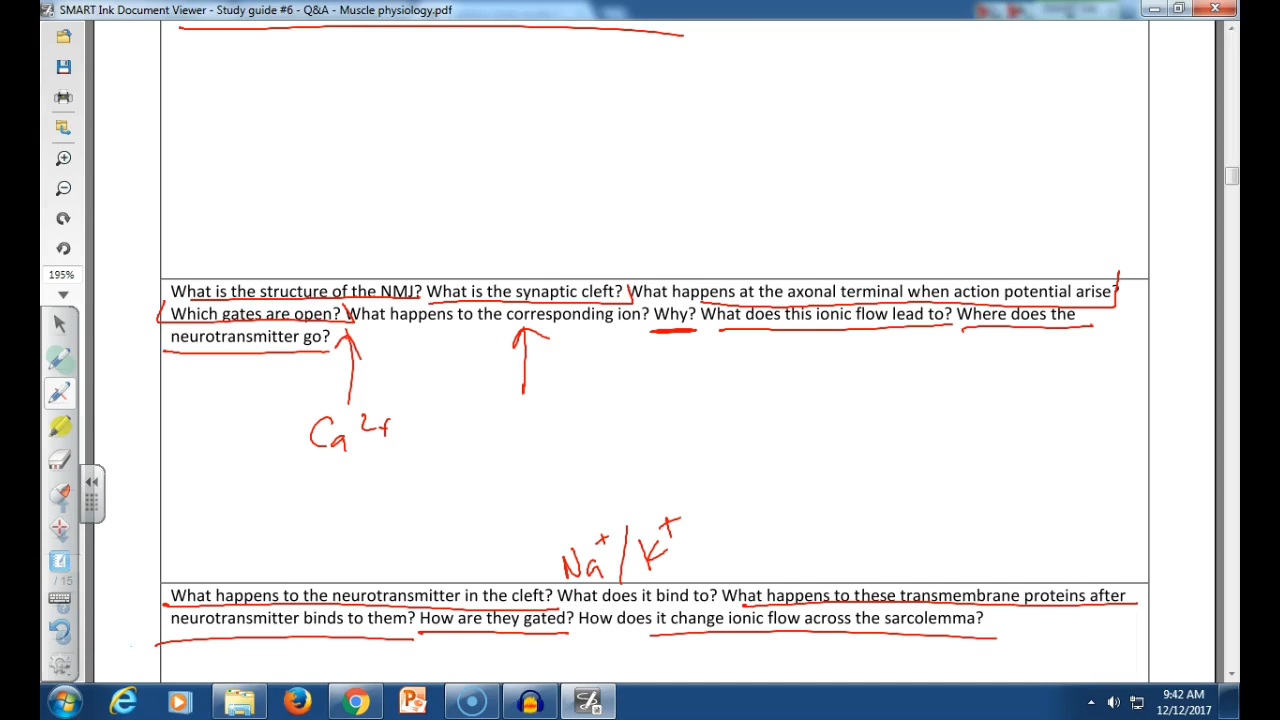 SMART Ink Document Viewer - Study guide #6 - Q&A - Muscle physiology.pdf
195%
What is the structure of the NMJ? What is the synaptic cleft? What happens at the axonal terminal when action potential arise?
Which gates are open? What happens to the corresponding ion? Why? What does this ionic flow lead to? Where does the
neurotransmitter go?
Ca2+
Na+/K+
/ 15
What happens to the neurotransmitter in the cleft? What does it bind to? What happens to these transmembrane proteins after
neurotransmitter binds to them? How are they gated? How does it change ionic flow across the sarcolemma?
9:42 AM
12/12/2017